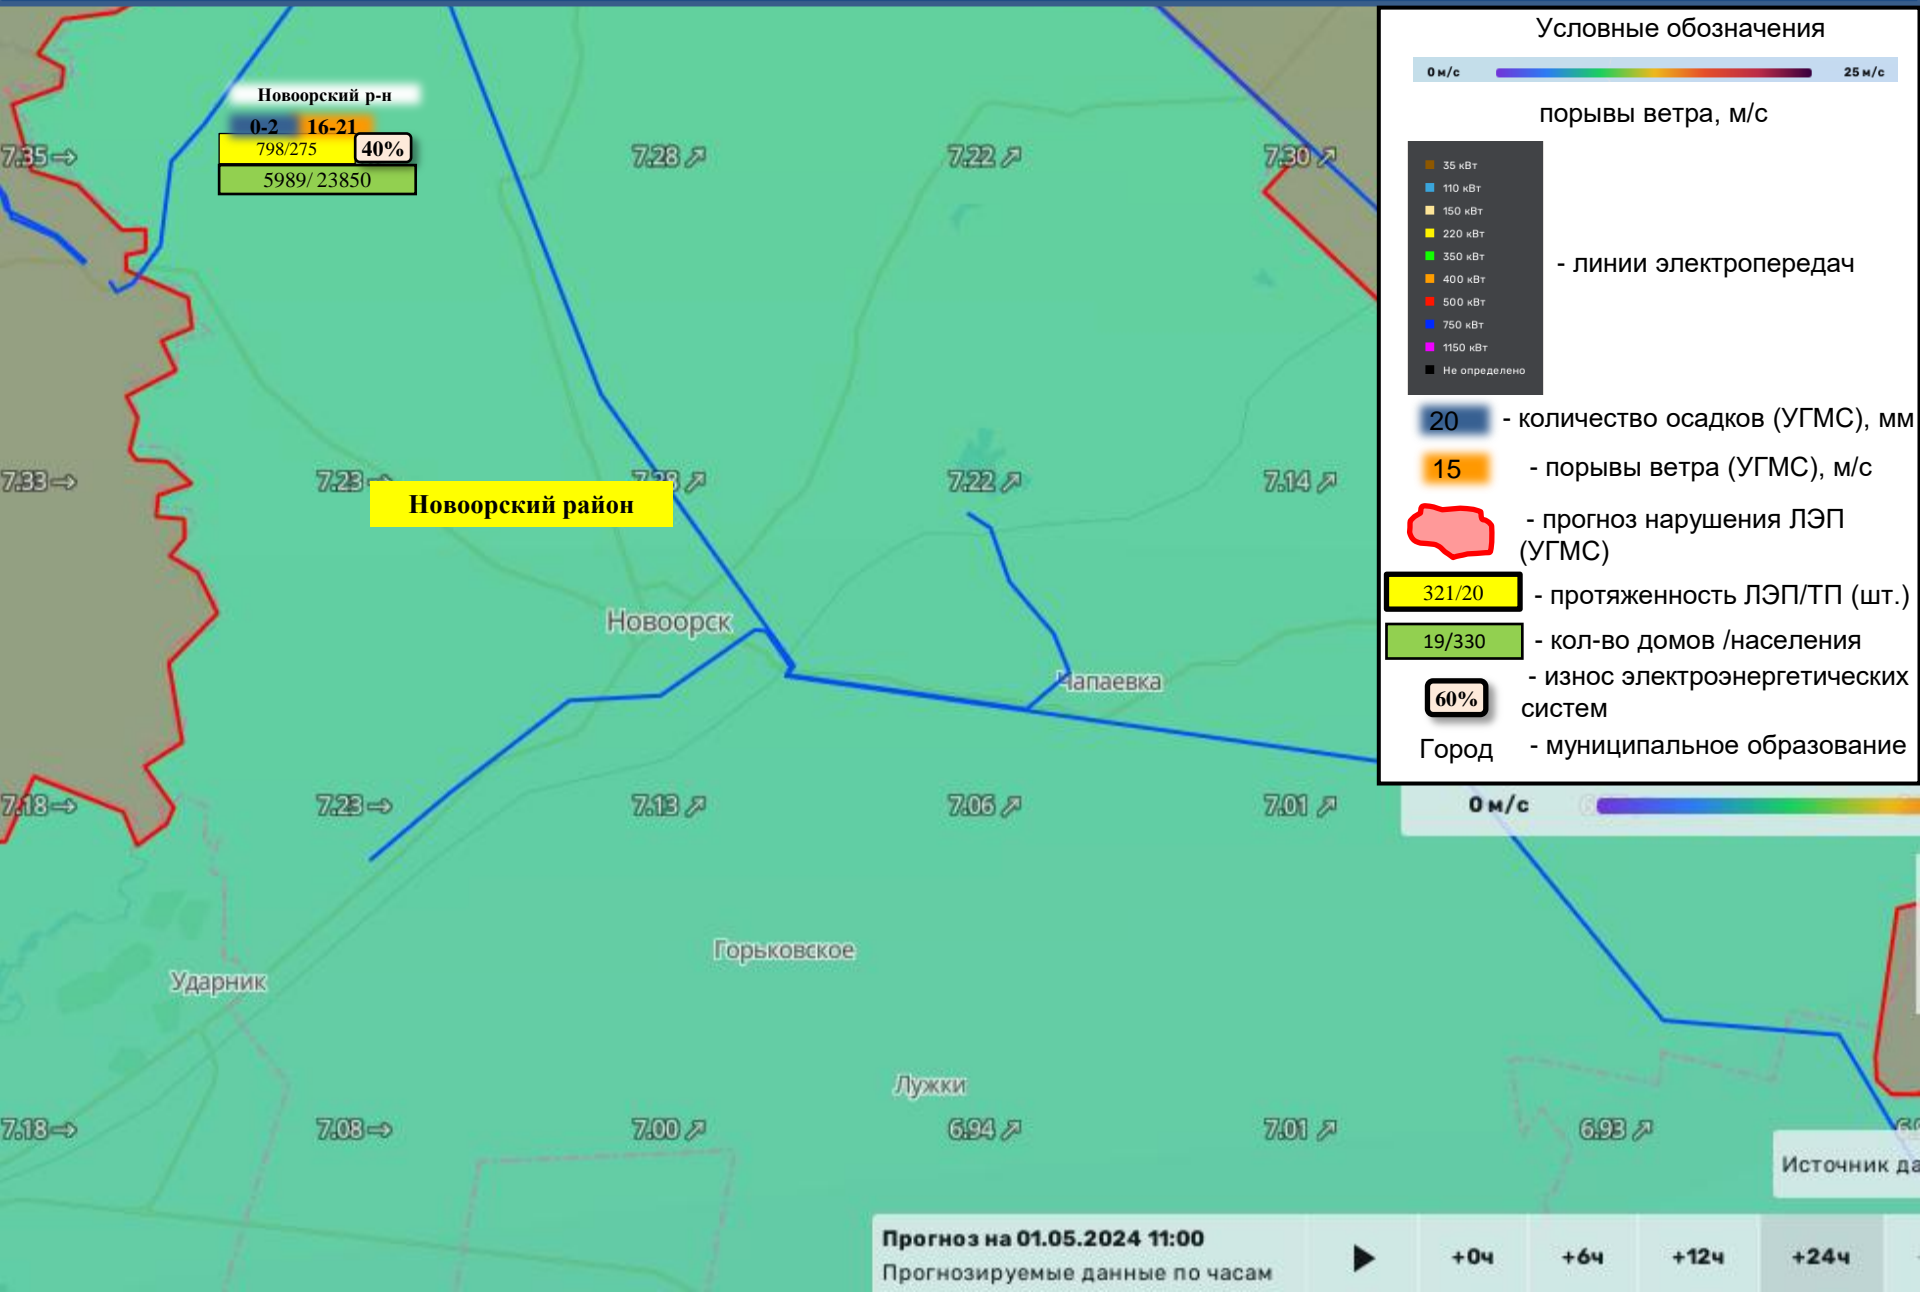 Новоорский р-н
0-2 16-21
798/275 40%
5989/ 23850
7.35 7.28 7.22 7.30
7.33 7.23 7.28 7.22 7.14
Новоорский район
Новоорск
Чапаевка
7.18 7.23 7.13 7.06 7.01
Горьковское
Ударник
Лужки
7.18 7.08 7.00 6.94 7.01 6.93
Условные обозначения
0 м/с 25 м/с
порывы ветра, м/с
35 кВт
110 кВт
150 кВт
220 кВт
350 кВт
400 кВт
500 кВт
750 кВт
1150 кВт
Не определено
- линии электропередач
20 - количество осадков (УГМС), мм
15 - порывы ветра (УГМС), м/с
- прогноз нарушения ЛЭП
(УГМС)
321/20 - протяженность ЛЭП/ТП (шт.)
19/330 - кол-во домов /населения
60% - износ электроэнергетических
систем
Город - муниципальное образование
0 м/с
Источник да
Прогноз на 01.05.2024 11:00
Прогнозируемые данные по часам
+0ч +6ч +12ч +24ч